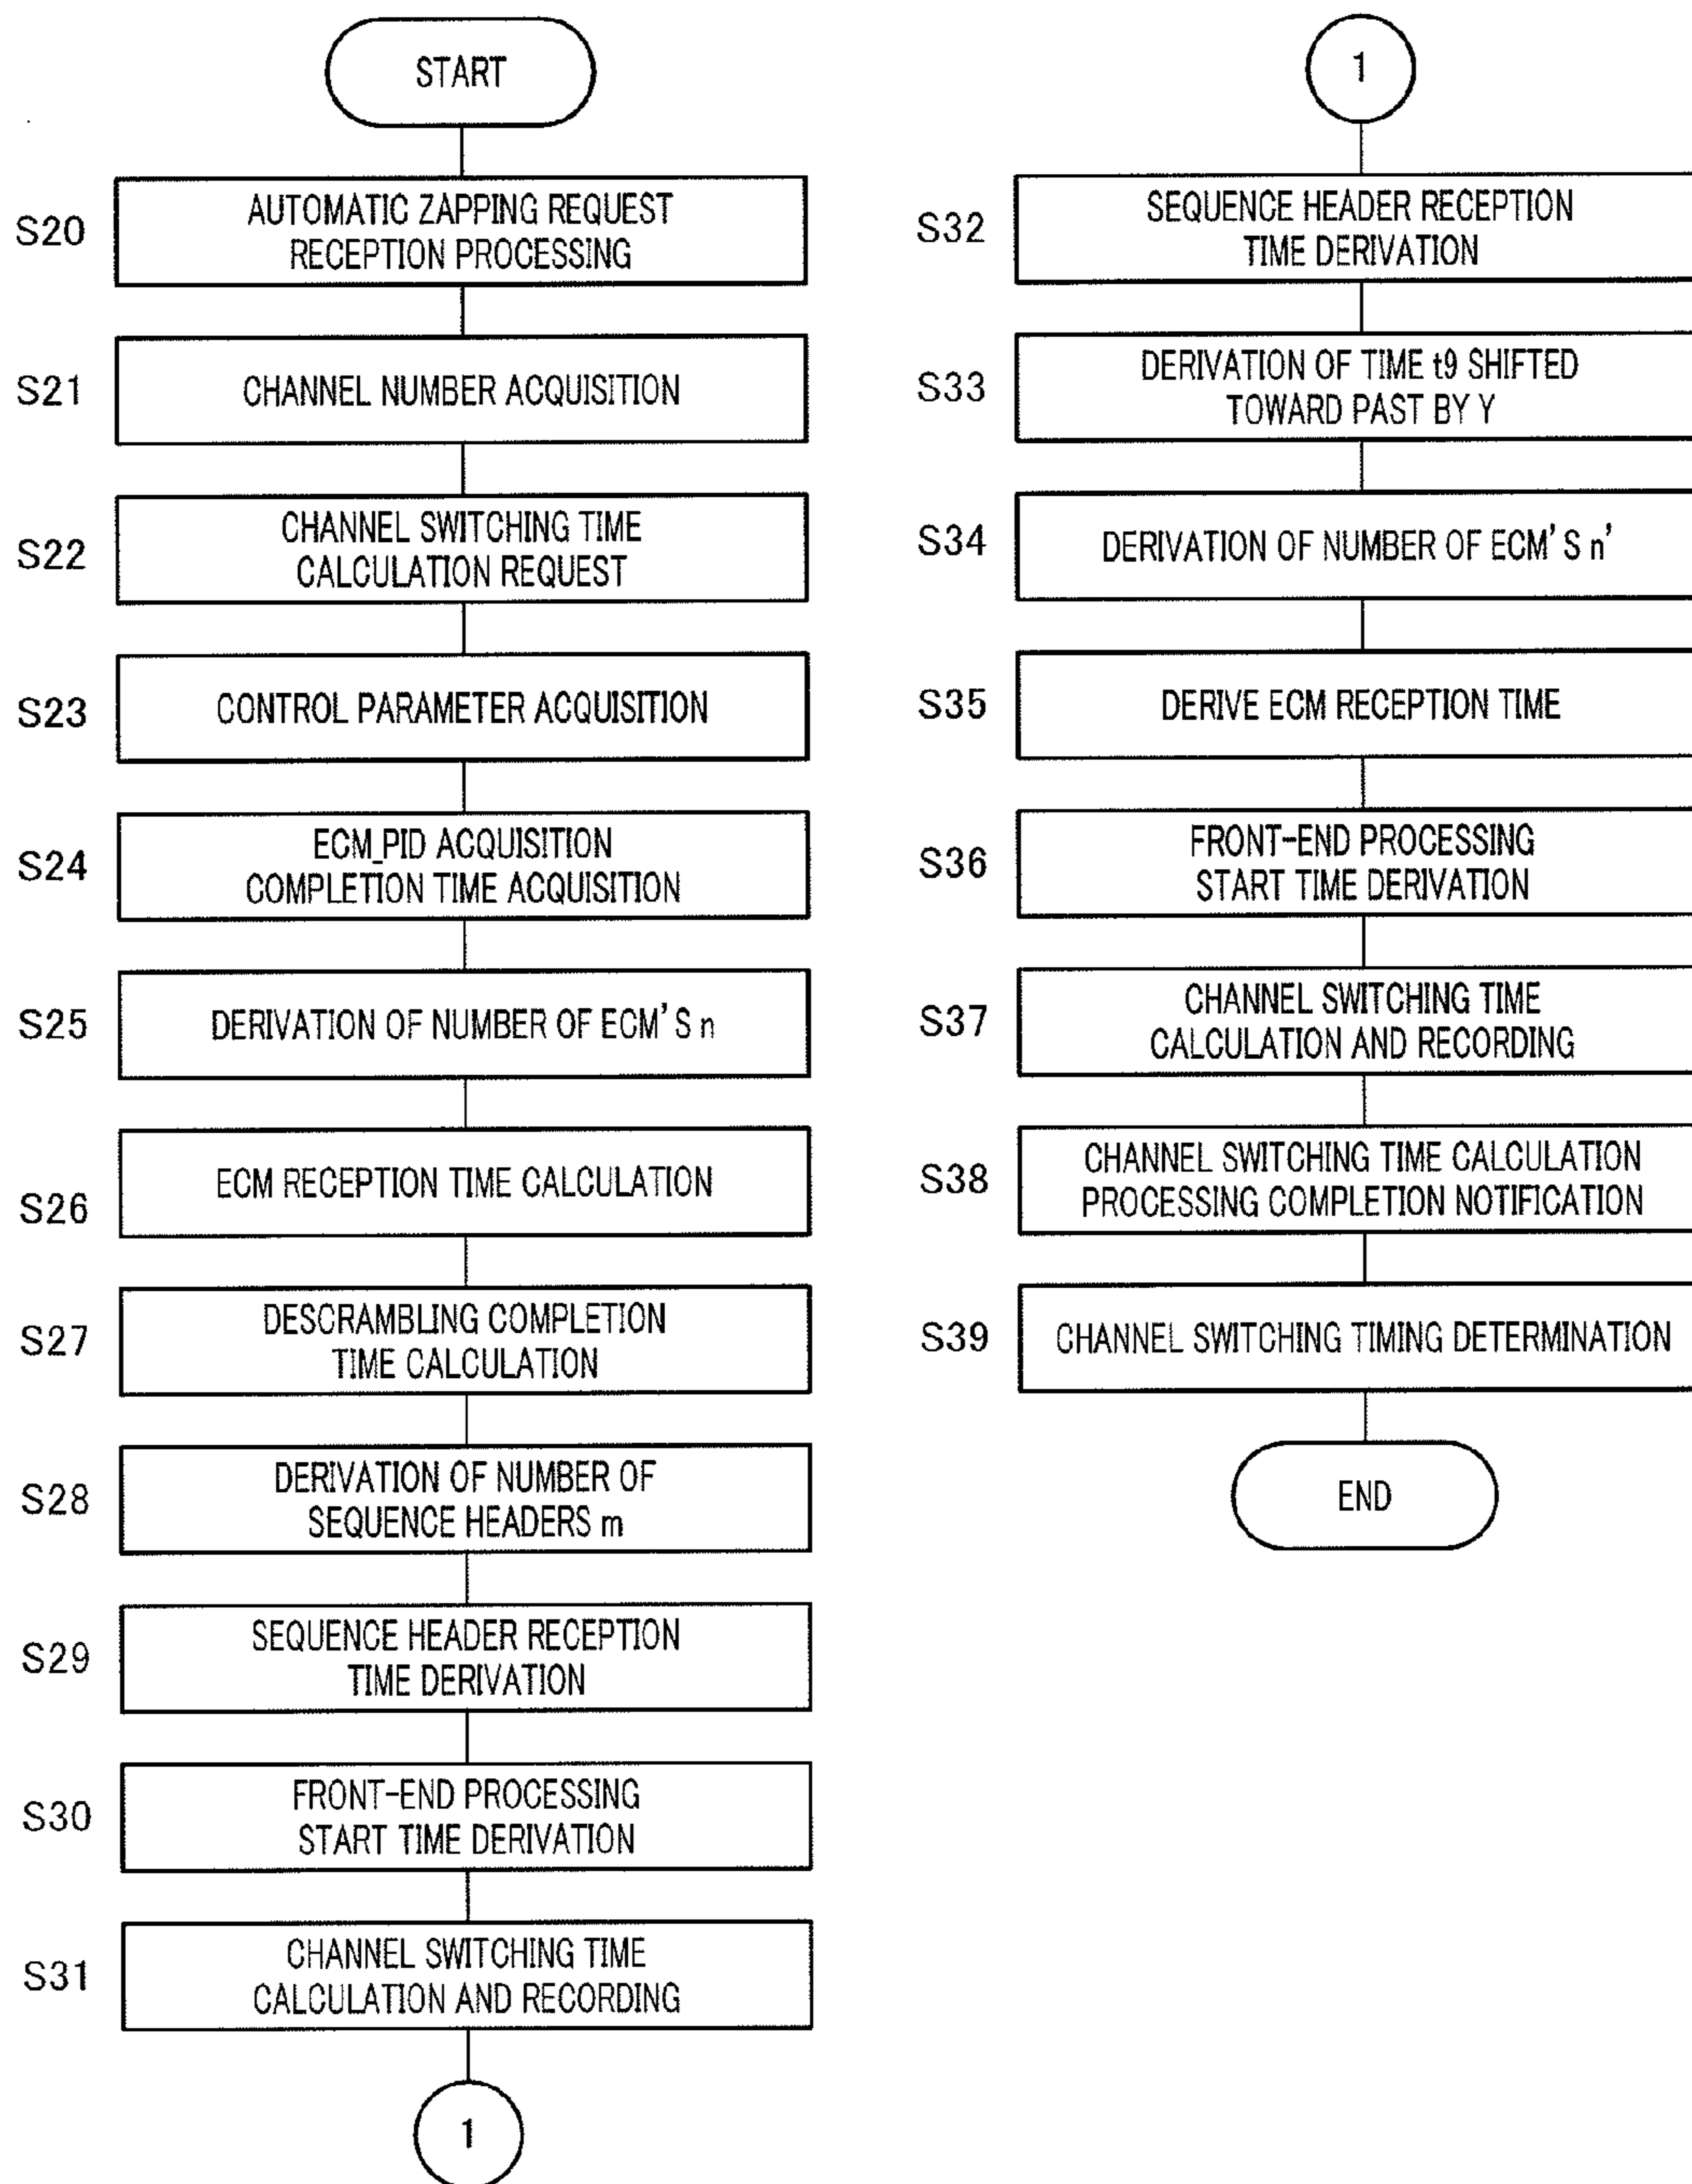 START
S20
AUTOMATIC ZAPPING REQUEST
RECEPTION PROCESSING
S21
CHANNEL NUMBER ACQUISITION
S22
CHANNEL SWITCHING TIME
CALCULATION REQUEST
S23
CONTROL PARAMETER ACQUISITION
S24
ECM_PID ACQUISITION
COMPLETION TIME ACQUISITION
S25
DERIVATION OF NUMBER OF ECM'S n
S26
ECM RECEPTION TIME CALCULATION
S27
DESCRAMBLING COMPLETION
TIME CALCULATION
S28
DERIVATION OF NUMBER OF
SEQUENCE HEADERS m
S29
SEQUENCE HEADER RECEPTION
TIME DERIVATION
S30
FRONT-END PROCESSING
START TIME DERIVATION
S31
CHANNEL SWITCHING TIME
CALCULATION AND RECORDING
1
1
S32
SEQUENCE HEADER RECEPTION
TIME DERIVATION
S33
DERIVATION OF TIME t9 SHIFTED
TOWARD PAST BY Y
S34
DERIVATION OF NUMBER OF ECM'S n'
S35
DERIVE ECM RECEPTION TIME
S36
FRONT-END PROCESSING
START TIME DERIVATION
S37
CHANNEL SWITCHING TIME
CALCULATION AND RECORDING
S38
CHANNEL SWITCHING TIME CALCULATION
PROCESSING COMPLETION NOTIFICATION
S39
CHANNEL SWITCHING TIMING DETERMINATION
END